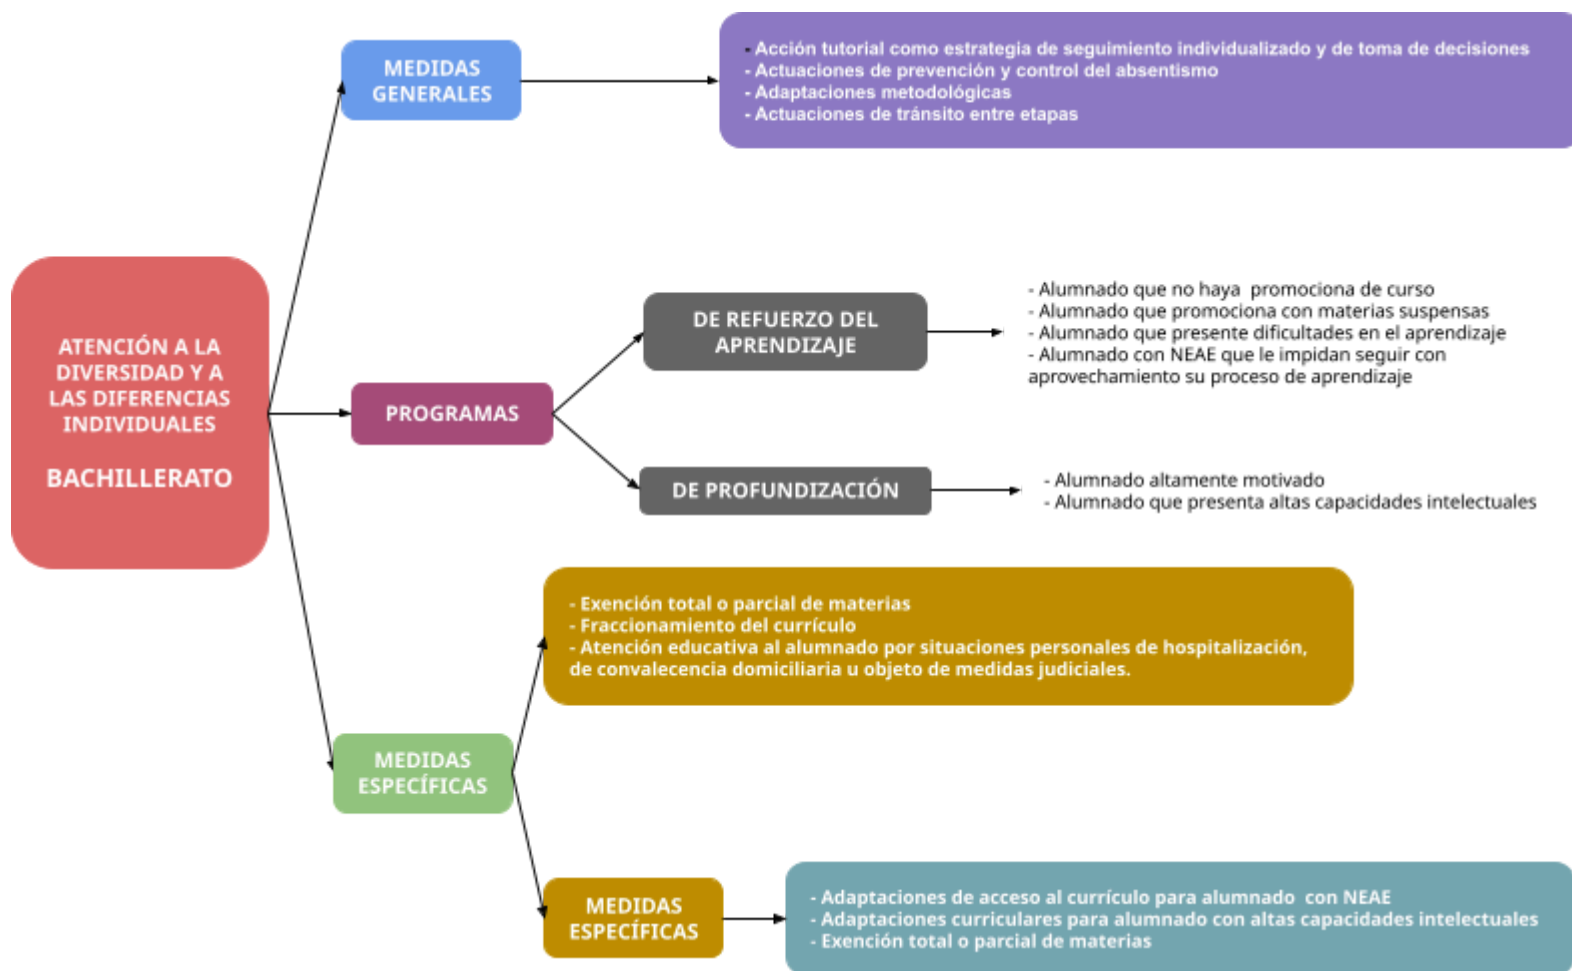 MEDIDAS
GENERALES
- Acción tutorial como estrategia de seguimiento individualizado y de toma de decisiones
- Actuaciones de prevención y control del absentismo
- Adaptaciones metodológicas
- Actuaciones de tránsito entre etapas
ATENCIÓN A LA
DIVERSIDAD Y A
LAS DIFERENCIAS
INDIVIDUALES
BACHILLERATO
PROGRAMAS
DE REFUERZO DEL
APRENDIZAJE
- Alumnado que no haya promociona de curso
- Alumnado que promociona con materias suspensas
- Alumnado que presente dificultades en el aprendizaje
- Alumnado con NEAE que le impidan seguir con
aprovechamiento su proceso de aprendizaje
DE PROFUNDIZACIÓN
- Alumnado altamente motivado
- Alumnado que presenta altas capacidades intelectuales
MEDIDAS
ESPECÍFICAS
- Exención total o parcial de materias
- Fraccionamiento del currículo
- Atención educativa al alumnado por situaciones personales de hospitalización,
de convalecencia domiciliaria u objeto de medidas judiciales.
MEDIDAS
ESPECÍFICAS
- Adaptaciones de acceso al currículo para alumnado con NEAE
- Adaptaciones curriculares para alumnado con altas capacidades intelectuales
- Exención total o parcial de materias